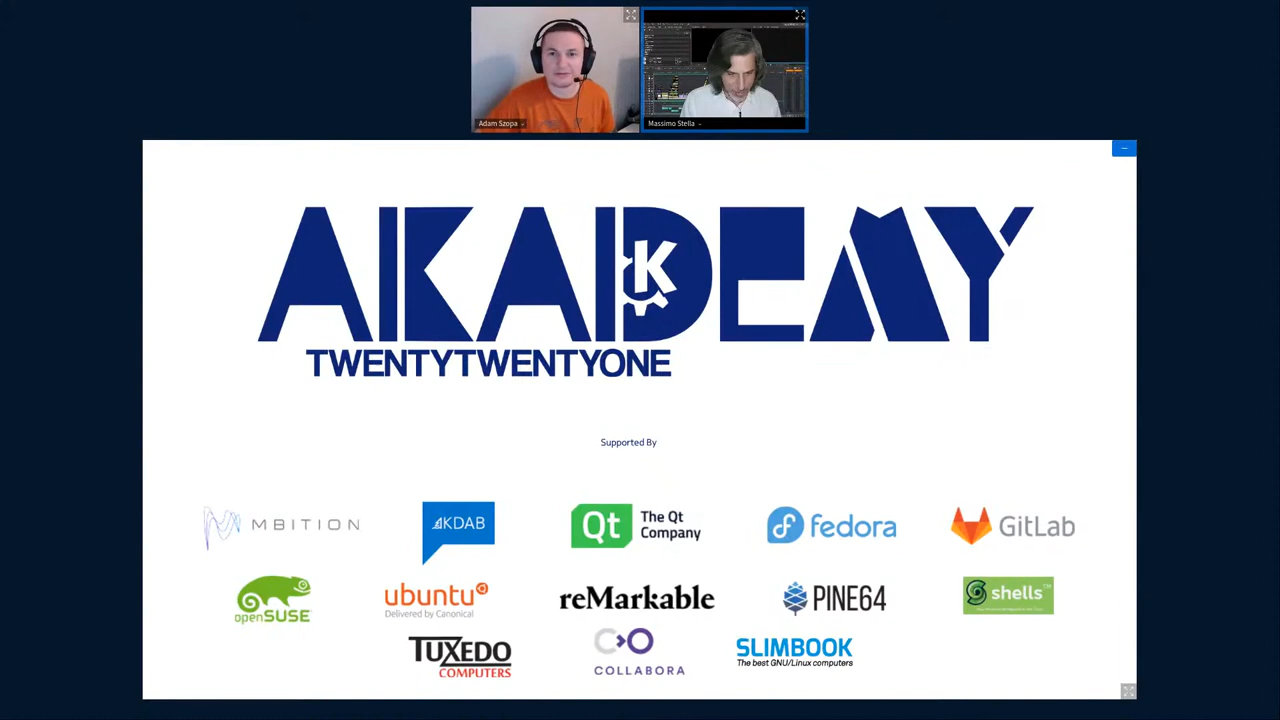 Adam Szopa
Massimo Stella
AKADEMY
K
TWENTYTWENTYONE
Supported By
MBITION
KDAB
Qt
The Qt
Company
fedora
GitLab
openSUSE
ubuntu
Delivered by Canonical
reMarkable
PINE64
shells™
TUXEDO
COMPUTERS
COLLABORA
SLIMBOOK
The best GNU/Linux computers